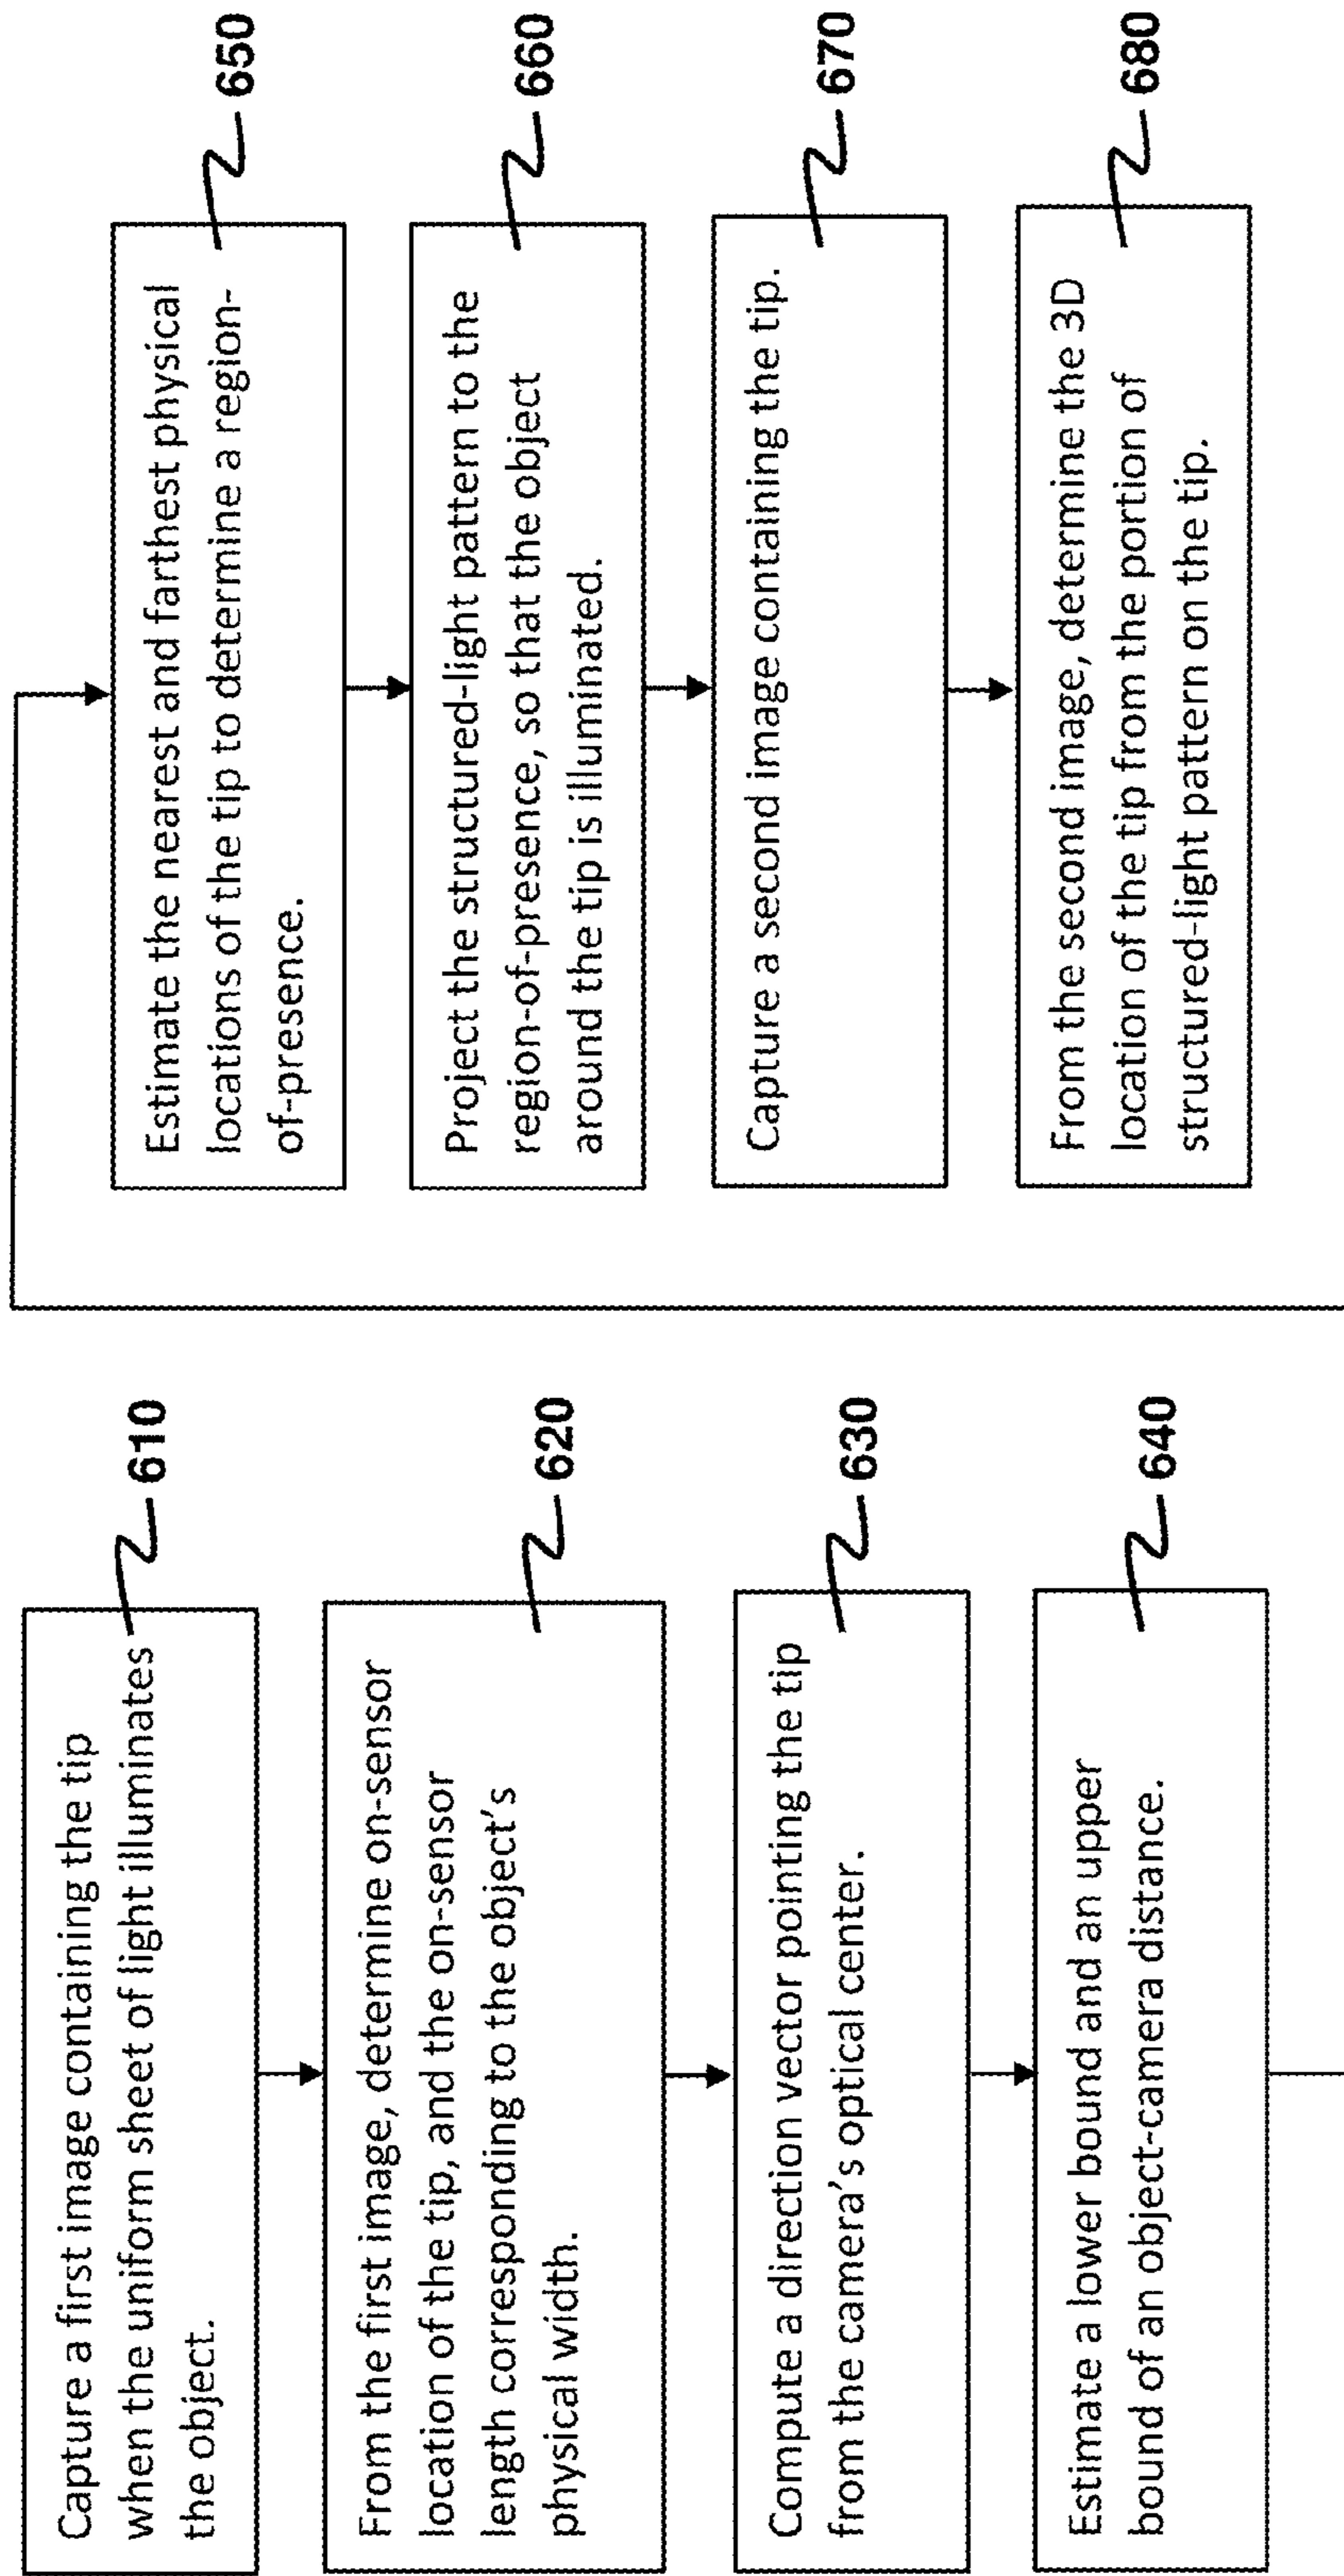 Capture a first image containing the tip
when the uniform sheet of light illuminates
the object.
610
From the first image, determine on-sensor
location of the tip, and the on-sensor
length corresponding to the object's
physical width.
620
Compute a direction vector pointing the tip
from the camera's optical center.
630
Estimate a lower bound and an upper
bound of an object-camera distance.
640
Estimate the nearest and farthest physical
locations of the tip to determine a region-
of-presence.
650
Project the structured-light pattern to the
region-of-presence, so that the object
around the tip is illuminated.
660
Capture a second image containing the tip.
670
From the second image, determine the 3D
location of the tip from the portion of
structured-light pattern on the tip.
680